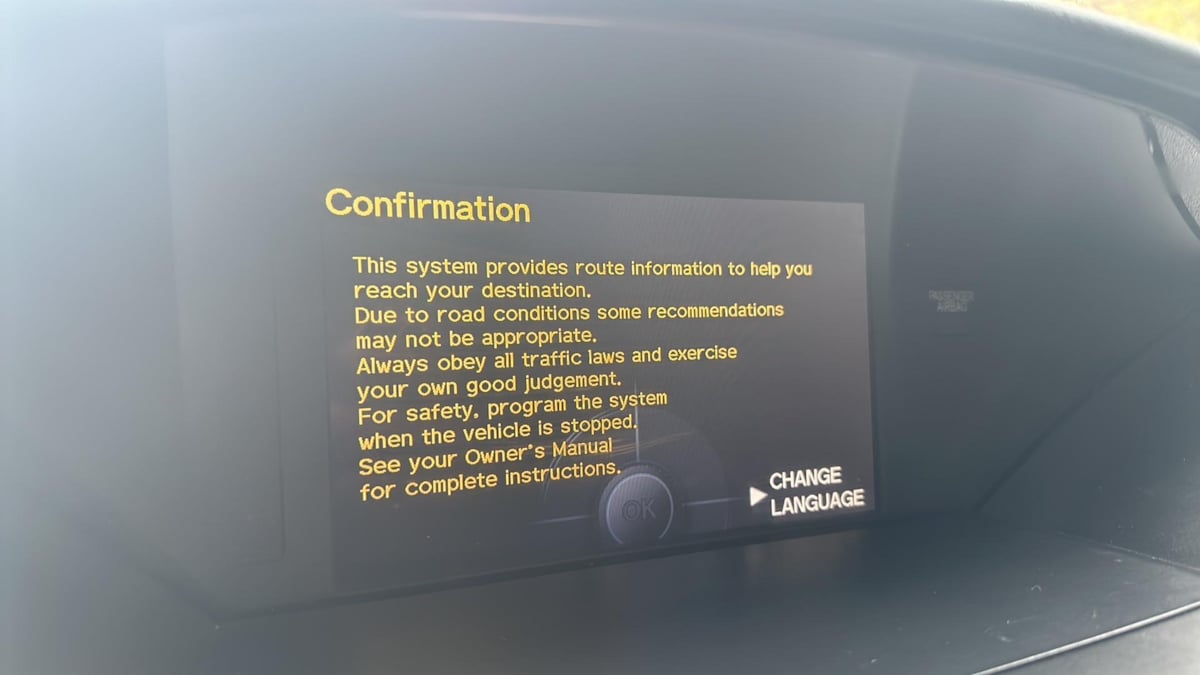 Confirmation
This system provides route information to help you
reach your destination.
Due to road conditions some recommendations
may not be appropriate.
Always obey all traffic laws and exercise
your own good judgement.
For safety, program the system
when the vehicle is stopped.
See your Owner's Manual
for complete instructions.
OK
CHANGE
LANGUAGE
PASSENGER
AIRBAG